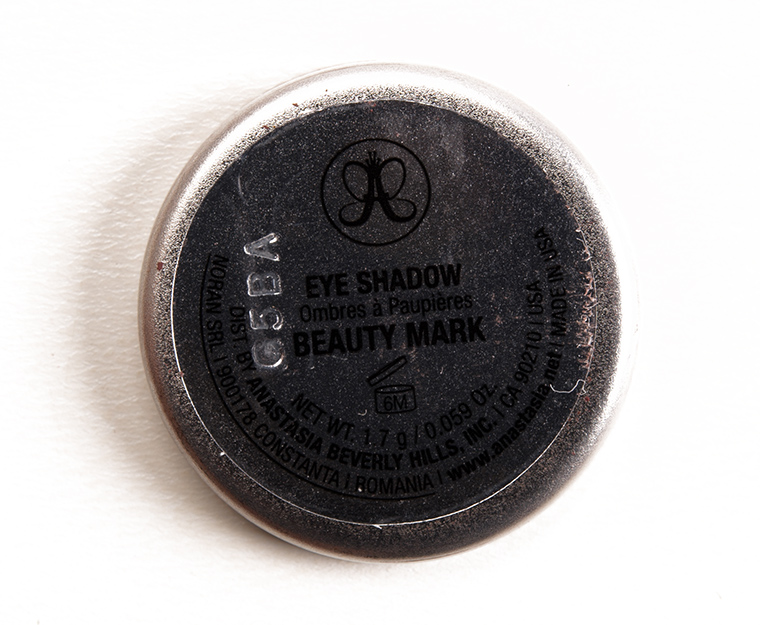 EYE SHADOW
Ombres à Paupières
BEAUTY MARK
6M
NET WT. 1.7 g / 0.059 Oz.
DIST. BY ANASTASIA BEVERLY HILLS, INC. | CA 90210 | USA
NORAN SRL | 900178 CONSTANTA | ROMANIA | www.anastasia.net | MADE IN USA
5BA